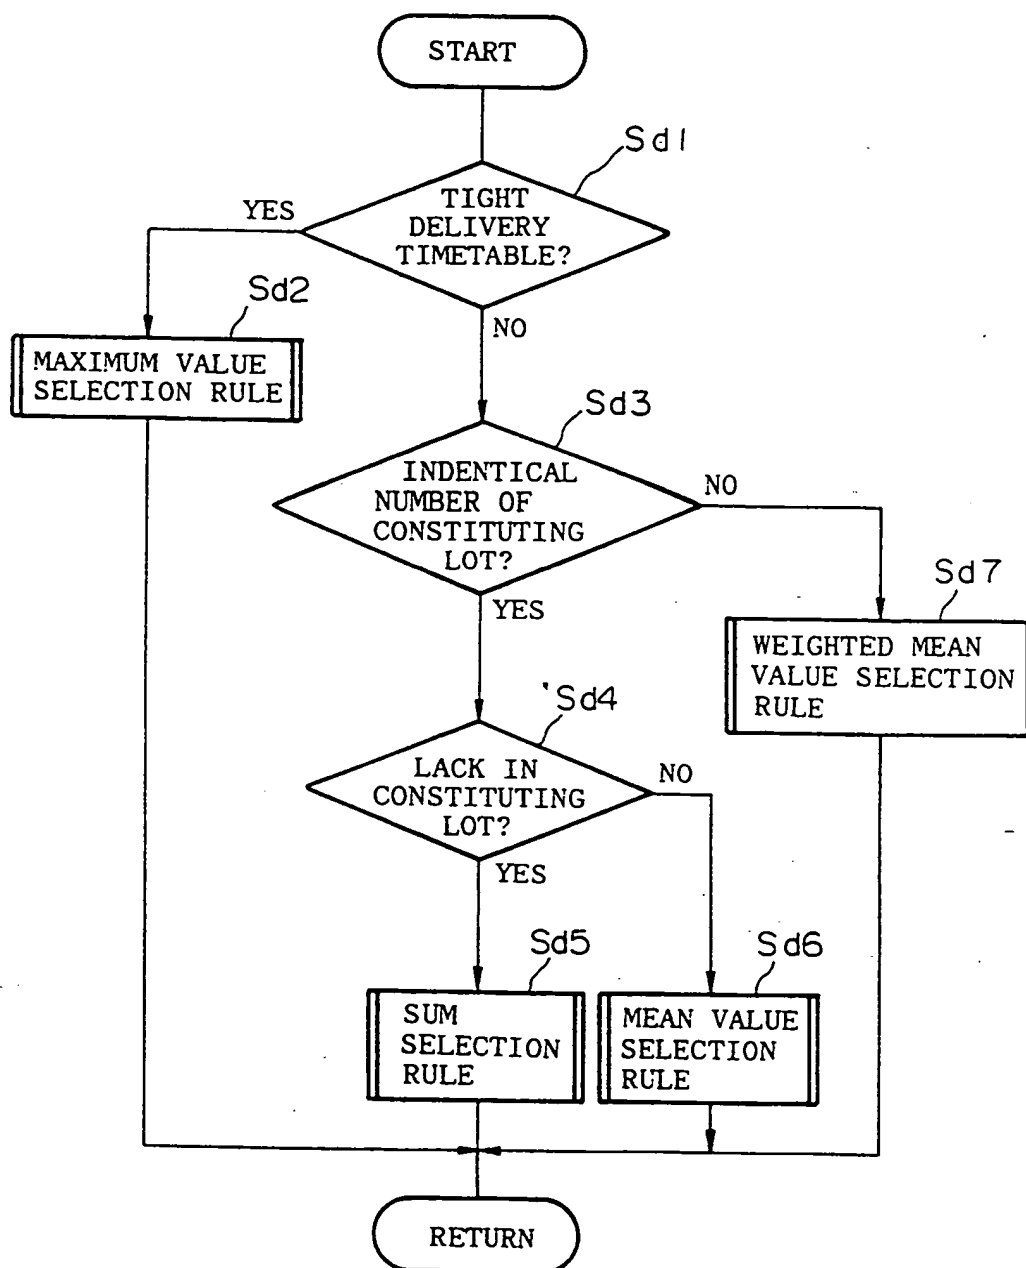 START
Sd1
TIGHT
DELIVERY
TIMETABLE?
YES
NO
Sd2
MAXIMUM VALUE
SELECTION RULE
Sd3
INDENTICAL
NUMBER OF
CONSTITUTING
LOT?
NO
YES
Sd7
WEIGHTED MEAN
VALUE SELECTION
RULE
Sd4
LACK IN
CONSTITUTING
LOT?
NO
YES
Sd5
SUM
SELECTION
RULE
Sd6
MEAN VALUE
SELECTION
RULE
RETURN